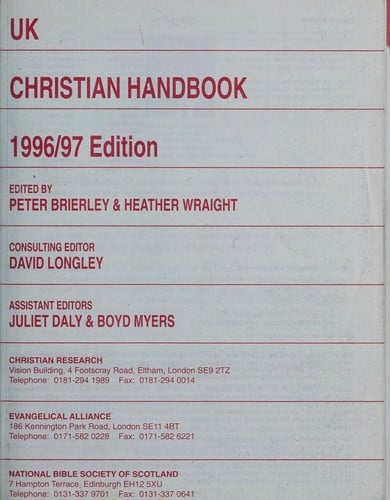 UK
CHRISTIAN HANDBOOK
1996/97 Edition
EDITED BY
PETER BRIERLEY & HEATHER WRAIGHT
CONSULTING EDITOR
DAVID LONGLEY
ASSISTANT EDITORS
JULIET DALY & BOYD MYERS
CHRISTIAN RESEARCH
Vision Building, 4 Footscray Road, Eltham, London SE9 2TZ
Telephone: 0181-294 1989 Fax: 0181-294 0014
EVANGELICAL ALLIANCE
186 Kennington Park Road, London SE11 4BT
Telephone: 0171-582 0228 Fax: 0171-582 6221
NATIONAL BIBLE SOCIETY OF SCOTLAND
7 Hampton Terrace, Edinburgh EH12 5XU
Telephone: 0131-337 9701 Fax: 0131-337 0641